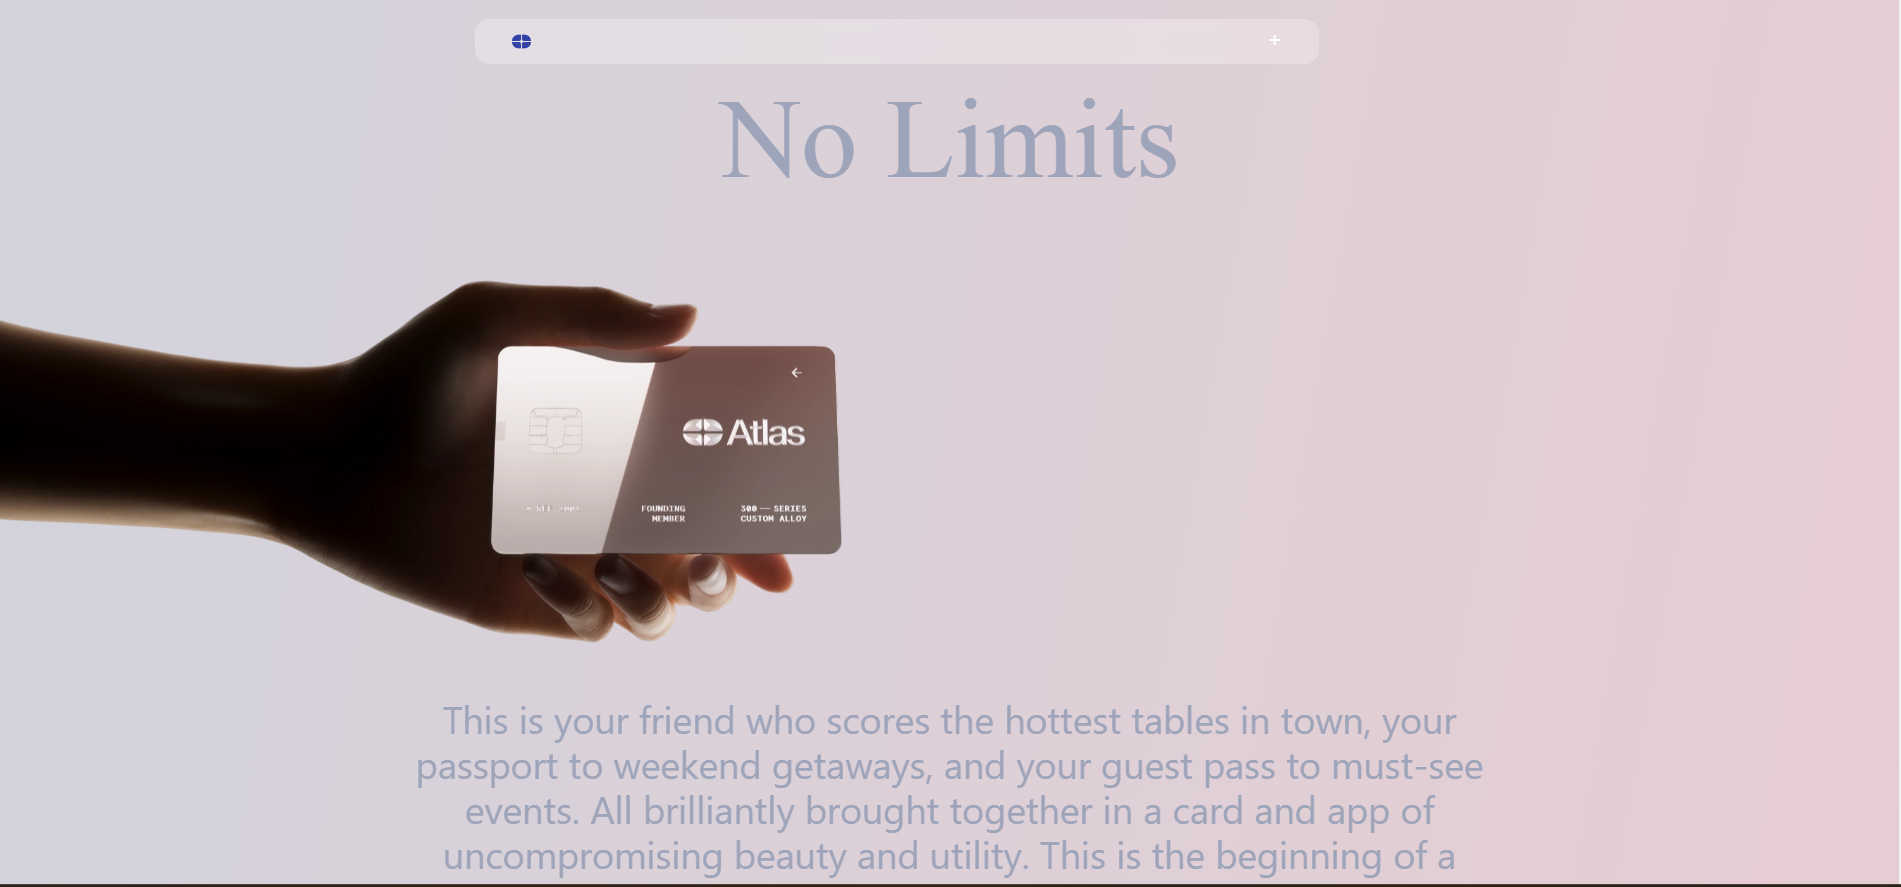 No Limits
Atlas
FOUNDING
MEMBER
300 — SERIES
CUSTOM ALLOY
This is your friend who scores the hottest tables in town, your
passport to weekend getaways, and your guest pass to must-see
events. All brilliantly brought together in a card and app of
uncompromising beauty and utility. This is the beginning of a